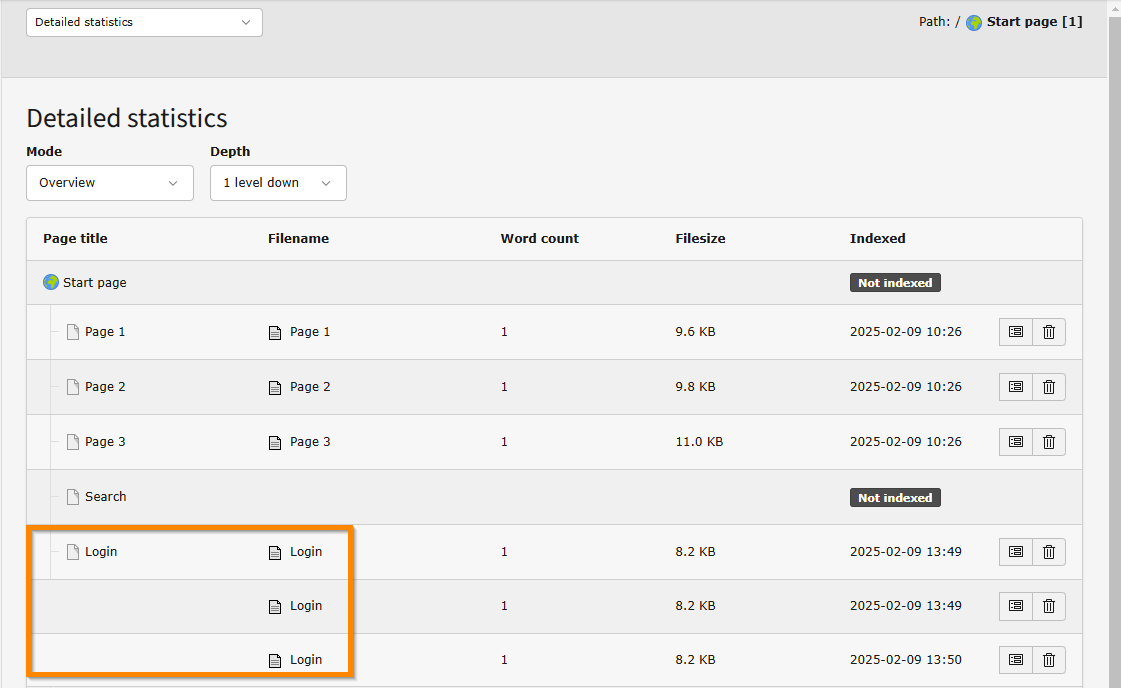 Detailed statistics Path: / Start page [1]
Detailed statistics
Mode Depth
Overview 1 level down
Page title Filename Word count Filesize Indexed
Start page Not indexed
Page 1 Page 1 1 9.6 KB 2025-02-09 10:26
Page 2 Page 2 1 9.8 KB 2025-02-09 10:26
Page 3 Page 3 1 11.0 KB 2025-02-09 10:26
Search Not indexed
Login Login 1 8.2 KB 2025-02-09 13:49
Login 1 8.2 KB 2025-02-09 13:49
Login 1 8.2 KB 2025-02-09 13:50